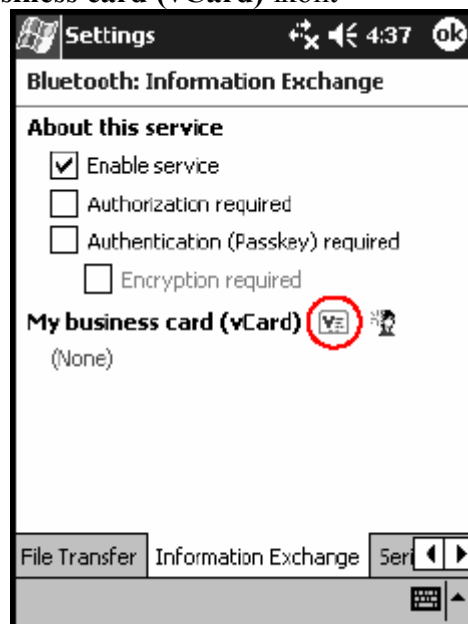 siness card (vCard)
Settings 4:37 ok
Bluetooth: Information Exchange
About this service
Enable service
Authorization required
Authentication (Passkey) required
Encryption required
My business card (vCard)
(None)
File Transfer Information Exchange Seri